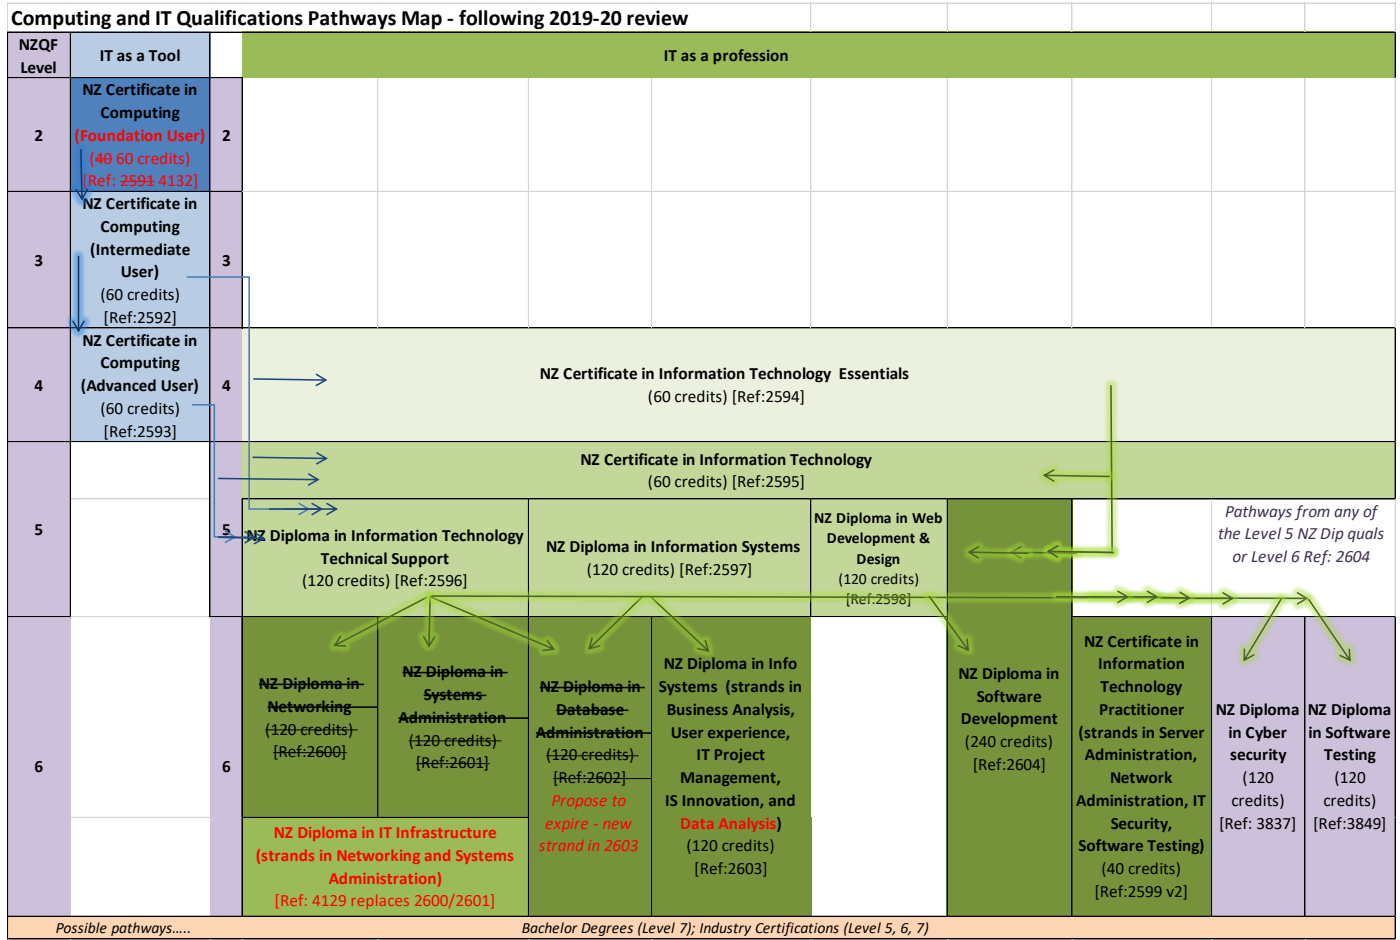 Computing and IT Qualifications Pathways Map - following 2019-20 review
NZQF
Level
IT as a Tool
IT as a profession
2
NZ Certificate in
Computing
(Foundation User)
(40 60 credits)
[Ref: 2591 4132]
2
3
NZ Certificate in
Computing
(Intermediate
User)
(60 credits)
[Ref:2592]
3
4
NZ Certificate in
Computing
(Advanced User)
(60 credits)
[Ref:2593]
4
NZ Certificate in Information Technology Essentials
(60 credits) [Ref:2594]
5
5
NZ Certificate in Information Technology
(60 credits) [Ref:2595]
NZ Diploma in Information Technology
Technical Support
(120 credits) [Ref:2596]
NZ Diploma in Information Systems
(120 credits) [Ref:2597]
NZ Diploma in Web
Development &
Design
(120 credits)
[Ref:2598]
Pathways from any of
the Level 5 NZ Dip quals
or Level 6 Ref: 2604
6
6
NZ Diploma in
Networking
(120 credits)
[Ref:2600]
NZ Diploma in
Systems
Administration
(120 credits)
[Ref:2601]
NZ Diploma in IT Infrastructure
(strands in Networking and Systems
Administration)
[Ref: 4129 replaces 2600/2601]
NZ Diploma in
Database
Administration
(120 credits)
[Ref:2602]
Propose to
expire - new
strand in 2603
NZ Diploma in Info
Systems (strands in
Business Analysis,
User experience,
IT Project
Management,
IS Innovation, and
Data Analysis)
(120 credits)
[Ref:2603]
NZ Diploma in
Software
Development
(240 credits)
[Ref:2604]
NZ Certificate in
Information
Technology
Practitioner
(strands in Server
Administration,
Network
Administration, IT
Security,
Software Testing)
(40 credits)
[Ref:2599 v2]
NZ Diploma
in Cyber
security
(120
credits)
[Ref: 3837]
NZ Diploma
in Software
Testing
(120
credits)
[Ref:3849]
Possible pathways.....
Bachelor Degrees (Level 7); Industry Certifications (Level 5, 6, 7)